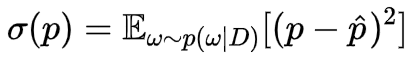 σ(p) = 𝔼_{ω∼p(ω|D)}[(p − p̂)²]